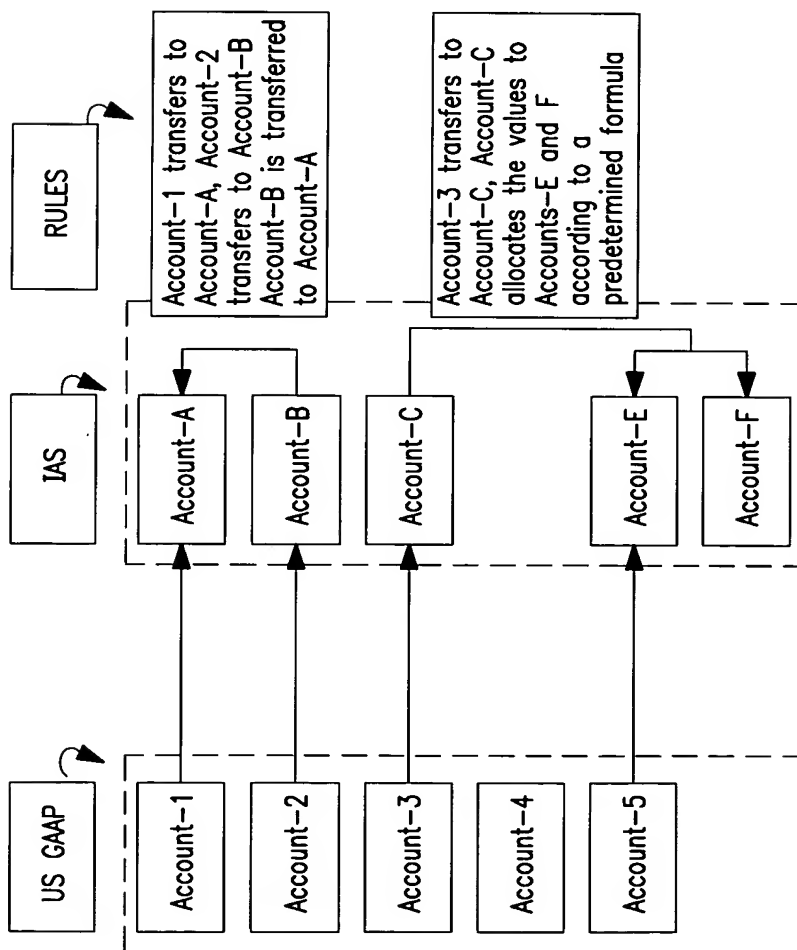 US GAAP
Account-1
Account-2
Account-3
Account-4
Account-5
IAS
Account-A
Account-B
Account-C
Account-E
Account-F
RULES
Account-1 transfers to
Account-A, Account-2
transfers to Account-B
Account-B is transferred
to Account-A
Account-3 transfers to
Account-C, Account-C
allocates the values to
Accounts-E and F
according to a
predetermined formula